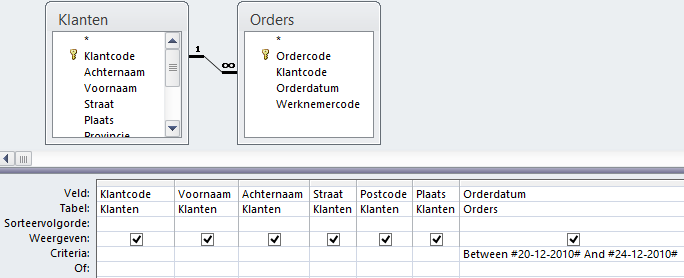 Klanten
*
Klantcode
Achternaam
Voornaam
Straat
Plaats
Provincie
1
∞
Orders
*
Ordercode
Klantcode
Orderdatum
Werknemercode
Veld: Klantcode Voornaam Achternaam Straat Postcode Plaats Orderdatum
Tabel: Klanten Klanten Klanten Klanten Klanten Klanten Orders
Sorteervolgorde:
Weergeven:
Criteria: Between #20-12-2010# And #24-12-2010#
Of: